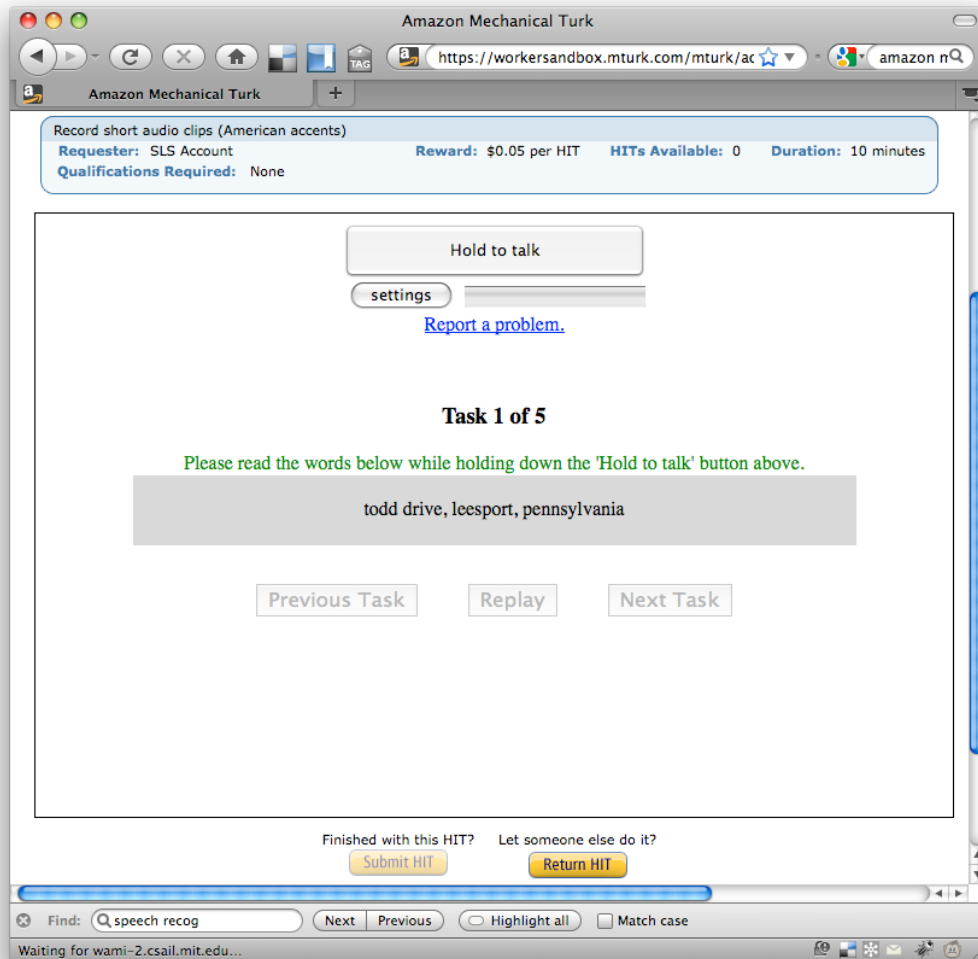 Amazon Mechanical Turk
TAG
https://workersandbox.mturk.com/mturk/ac
amazon m
Amazon Mechanical Turk
Record short audio clips (American accents)
Requester: SLS Account Reward: $0.05 per HIT HITs Available: 0 Duration: 10 minutes
Qualifications Required: None
Hold to talk
settings
Report a problem.
Task 1 of 5
Please read the words below while holding down the 'Hold to talk' button above.
todd drive, leesport, pennsylvania
Previous Task Replay Next Task
Finished with this HIT? Let someone else do it?
Submit HIT Return HIT
Find: speech recog Next Previous Highlight all Match case
Waiting for wami-2.csail.mit.edu...